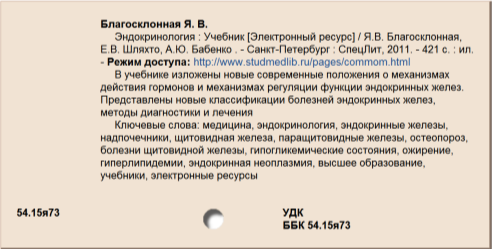 Благосклонная Я. В.
Эндокринология : Учебник [Электронный ресурс] / Я.В. Благосклонная,
Е.В. Шляхто, А.Ю. Бабенко . - Санкт-Петербург : СпецЛит, 2011. - 421 с. : ил.
- Режим доступа: http://www.studmedlib.ru/pages/commom.html
В учебнике изложены новые современные положения о механизмах
действия гормонов и механизмах регуляции функции эндокринных желез.
Представлены новые классификации болезней эндокринных желез,
методы диагностики и лечения
Ключевые слова: медицина, эндокринология, эндокринные железы,
надпочечники, щитовидная железа, паращитовидные железы, остеопороз,
болезни щитовидной железы, гипогликемические состояния, ожирение,
гиперлипидемии, эндокринная неоплазмия, высшее образование,
учебники, электронные ресурсы
54.15я73
УДК
ББК 54.15я73